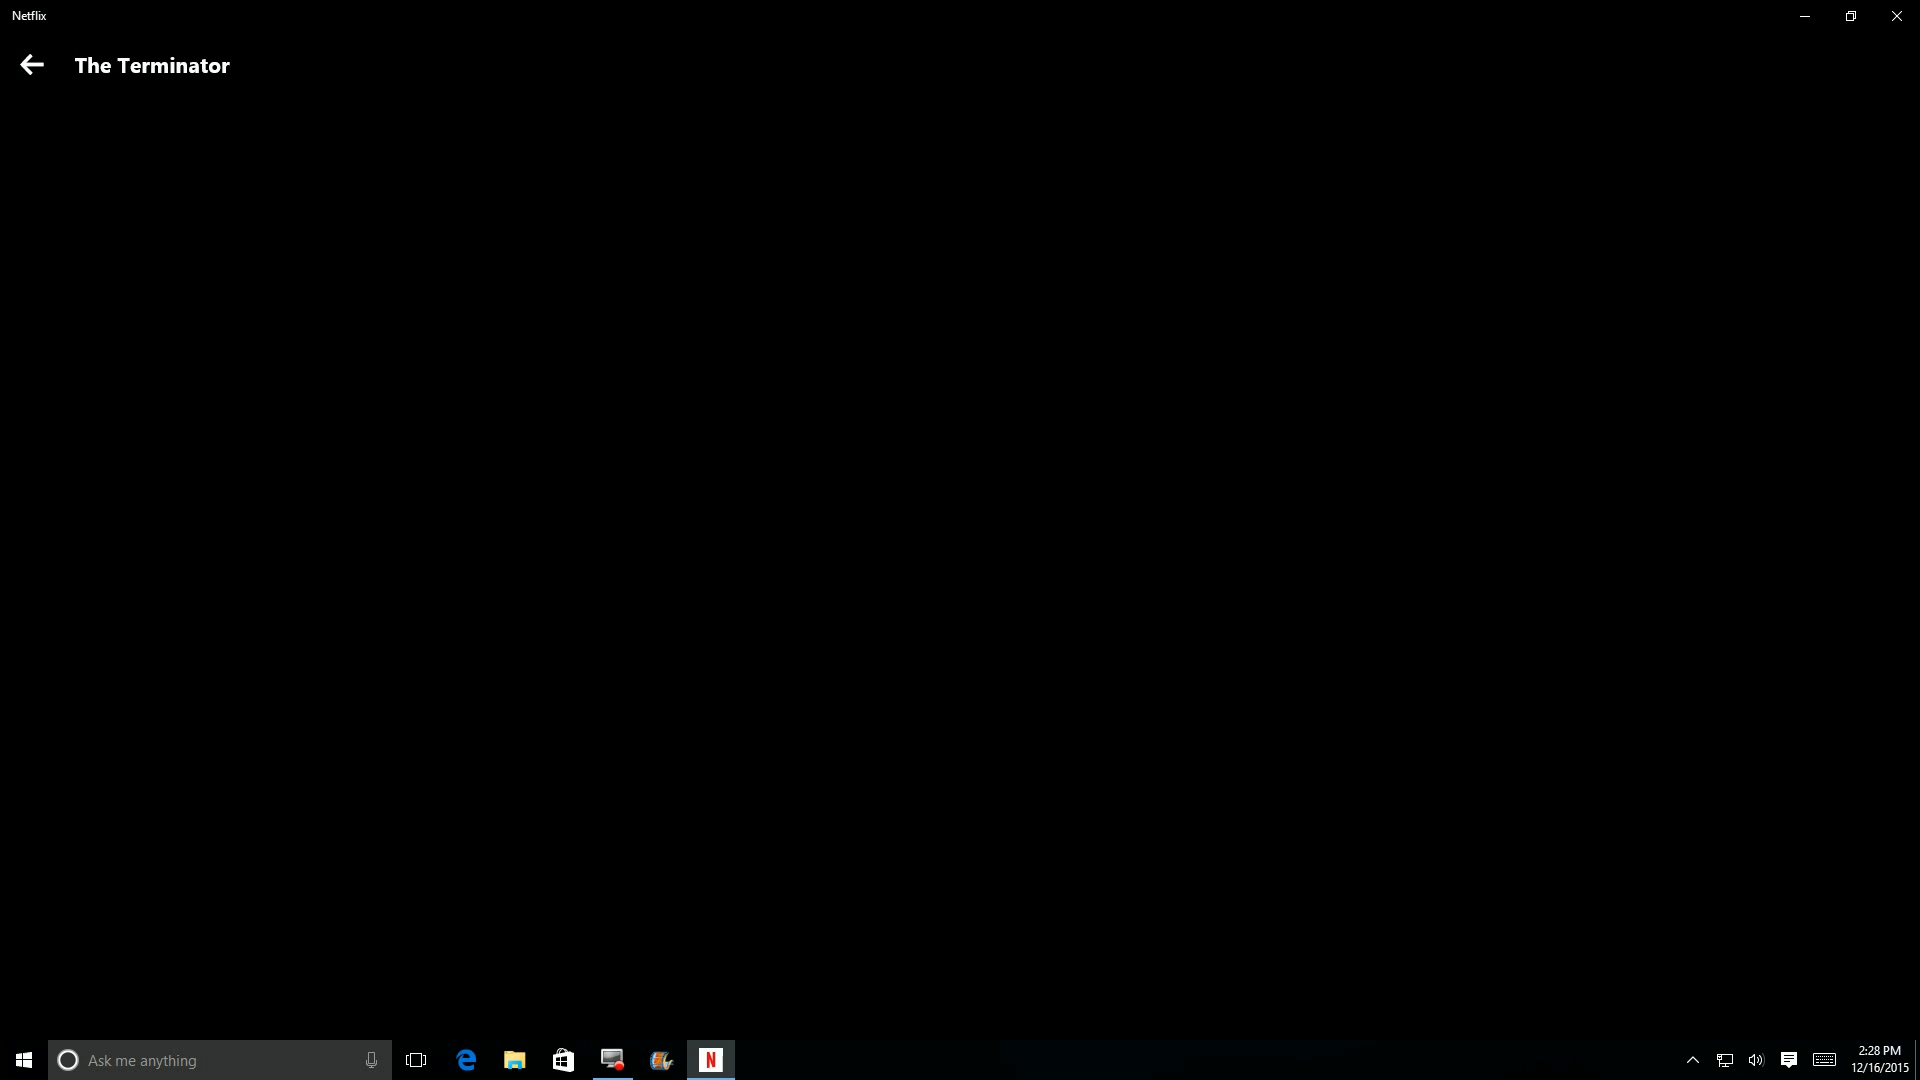 Netflix
The Terminator
Ask me anything
N
2:28 PM
12/16/2015